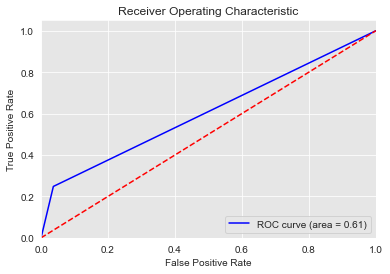 Receiver Operating Characteristic
True Positive Rate
1.0
0.8
0.6
0.4
0.2
0.0
ROC curve (area = 0.61)
0.0 0.2 0.4 0.6 0.8 1.0
False Positive Rate